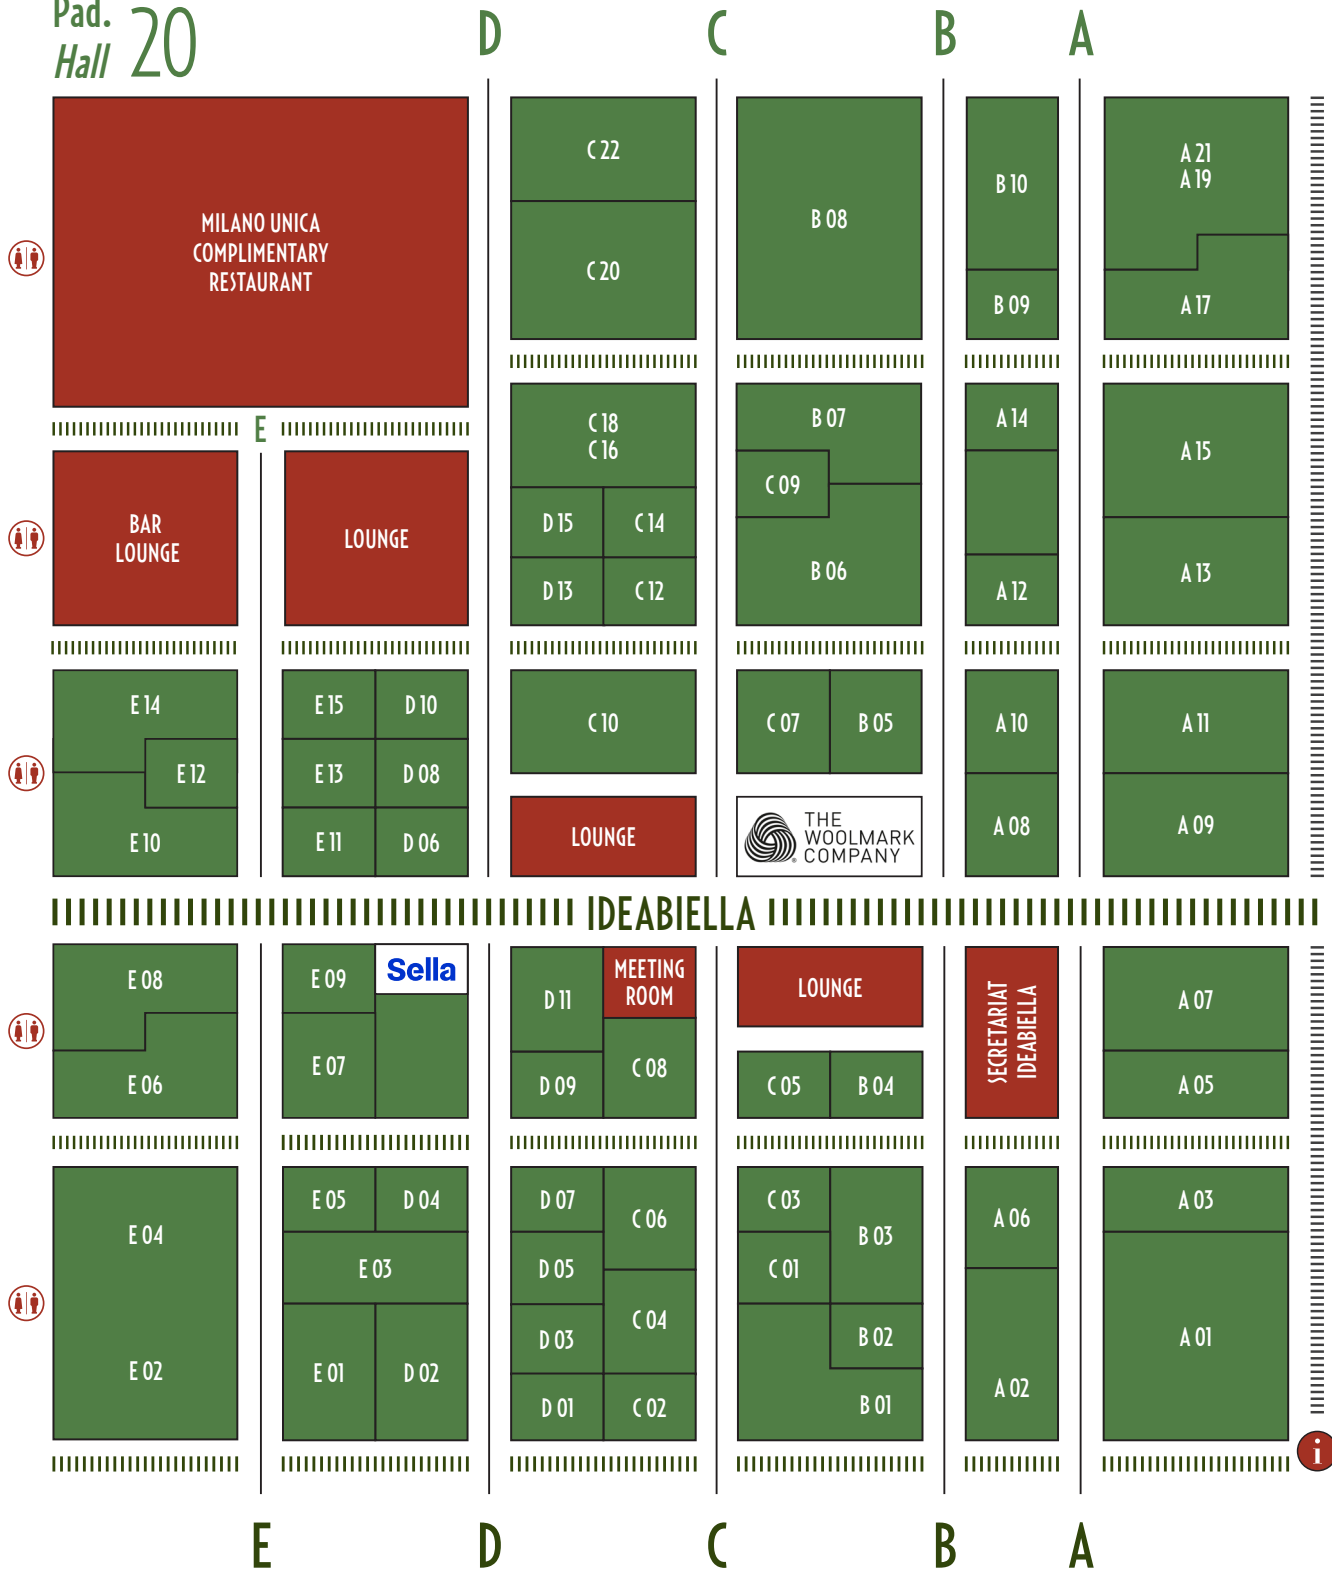 Pad.
Hall 20
D C B A
MILANO UNICA
COMPLIMENTARY
RESTAURANT
C 22
C 20
B 08
B 10
B 09
A 21
A 19
A 17
E
BAR
LOUNGE
LOUNGE
C 18
C 16
D 15
C 14
D 13
C 12
B 07
C 09
B 06
A 14
A 12
A 15
A 13
E 14
E 12
E 10
E 15
D 10
E 13
D 08
E 11
D 06
C 10
LOUNGE
C 07
B 05
THE
WOOLMARK
COMPANY
A 10
A 08
A 11
A 09
IDEABIELLA
E 08
E 06
E 09
Sella
E 07
D 11
MEETING
ROOM
D 09
C 08
LOUNGE
C 05
B 04
SECRETARIAT
IDEABIELLA
A 07
A 05
E 04
E 02
E 05
D 04
E 03
E 01
D 02
D 07
C 06
D 05
C 04
D 03
D 01
C 02
C 03
B 03
C 01
B 02
B 01
A 06
A 02
A 03
A 01
i
E D C B A